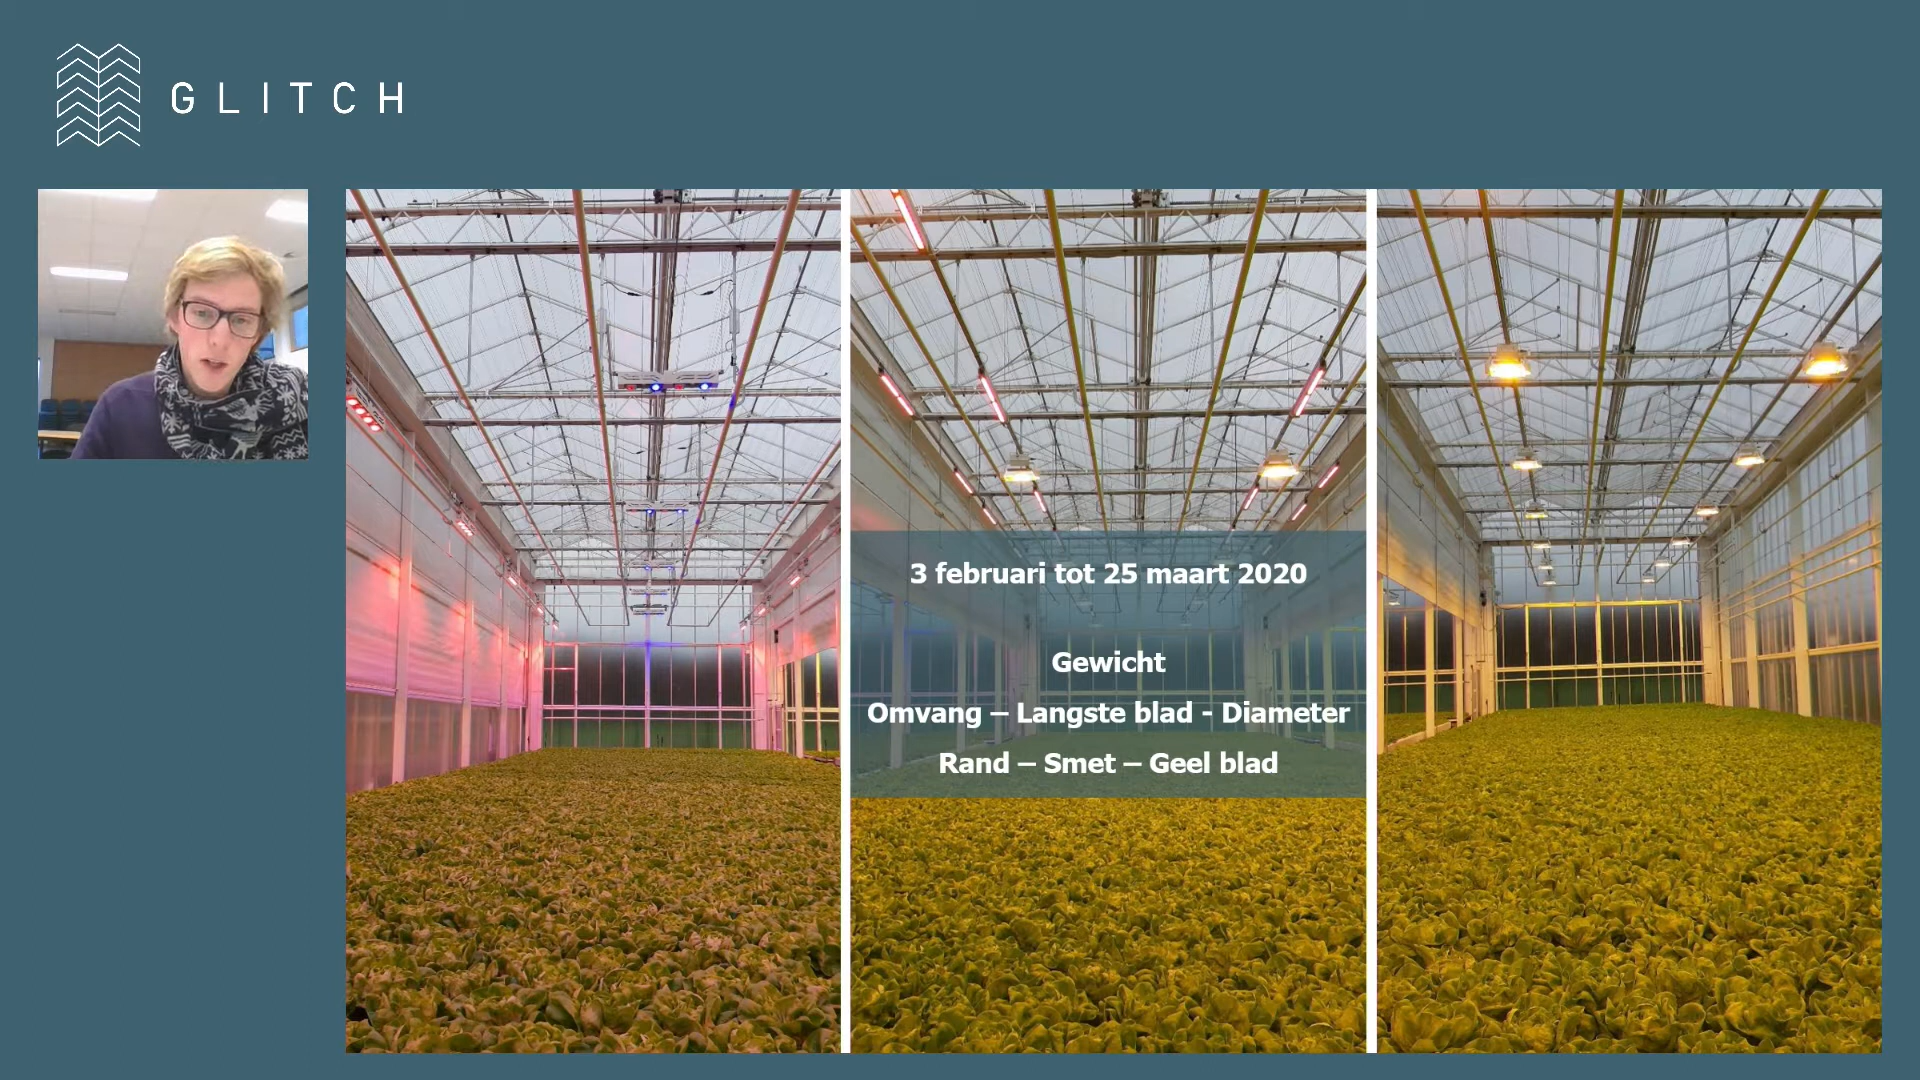 GLITCH
3 februari tot 25 maart 2020
Gewicht
Omvang – Langste blad - Diameter
Rand – Smet – Geel blad